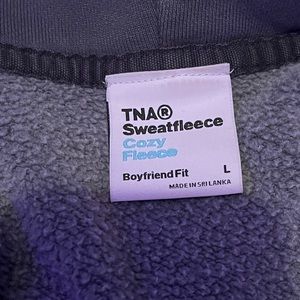 TNA®
Sweatfleece
Cozy
Fleece
Boyfriend Fit L
MADE IN SRI LANKA